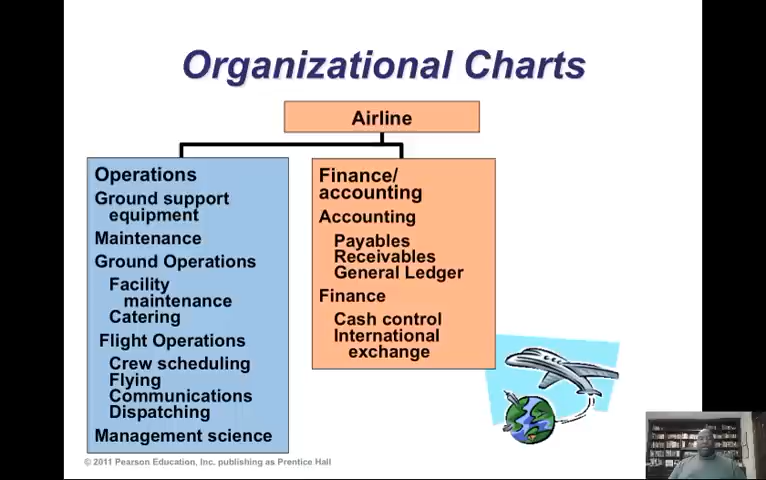 Organizational Charts
Airline
Operations
Ground support
equipment
Maintenance
Ground Operations
Facility
maintenance
Catering
Flight Operations
Crew scheduling
Flying
Communications
Dispatching
Management science
Finance/
accounting
Accounting
Payables
Receivables
General Ledger
Finance
Cash control
International
exchange
© 2011 Pearson Education, Inc. publishing as Prentice Hall